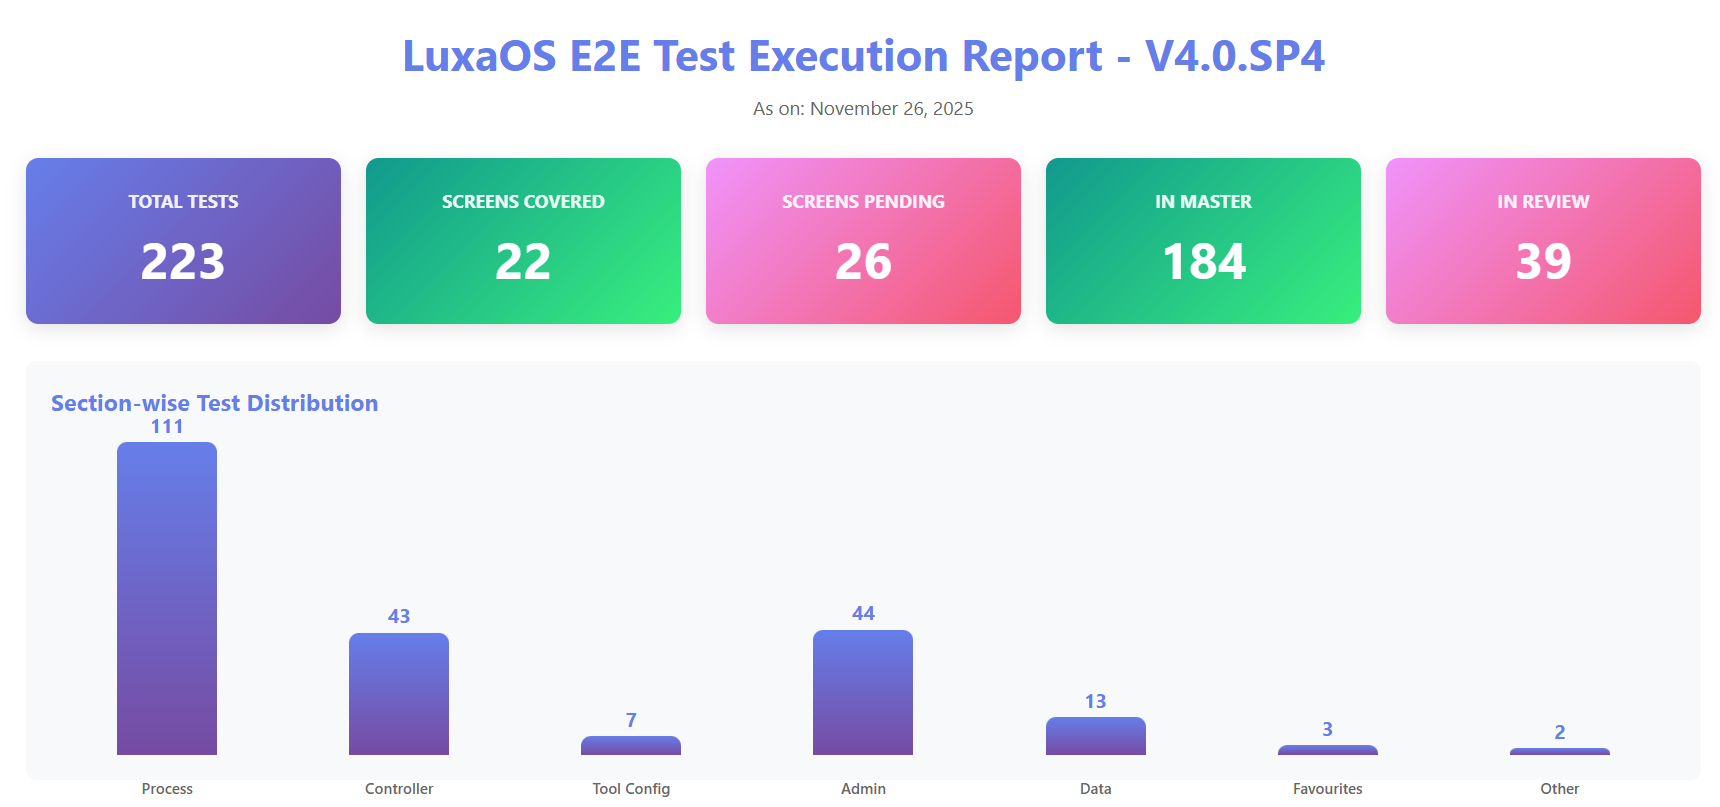 LuxaOS E2E Test Execution Report - V4.0.SP4
As on: November 26, 2025
TOTAL TESTS
223
SCREENS COVERED
22
SCREENS PENDING
26
IN MASTER
184
IN REVIEW
39
Section-wise Test Distribution
111
43
7
44
13
3
2
Process
Controller
Tool Config
Admin
Data
Favourites
Other